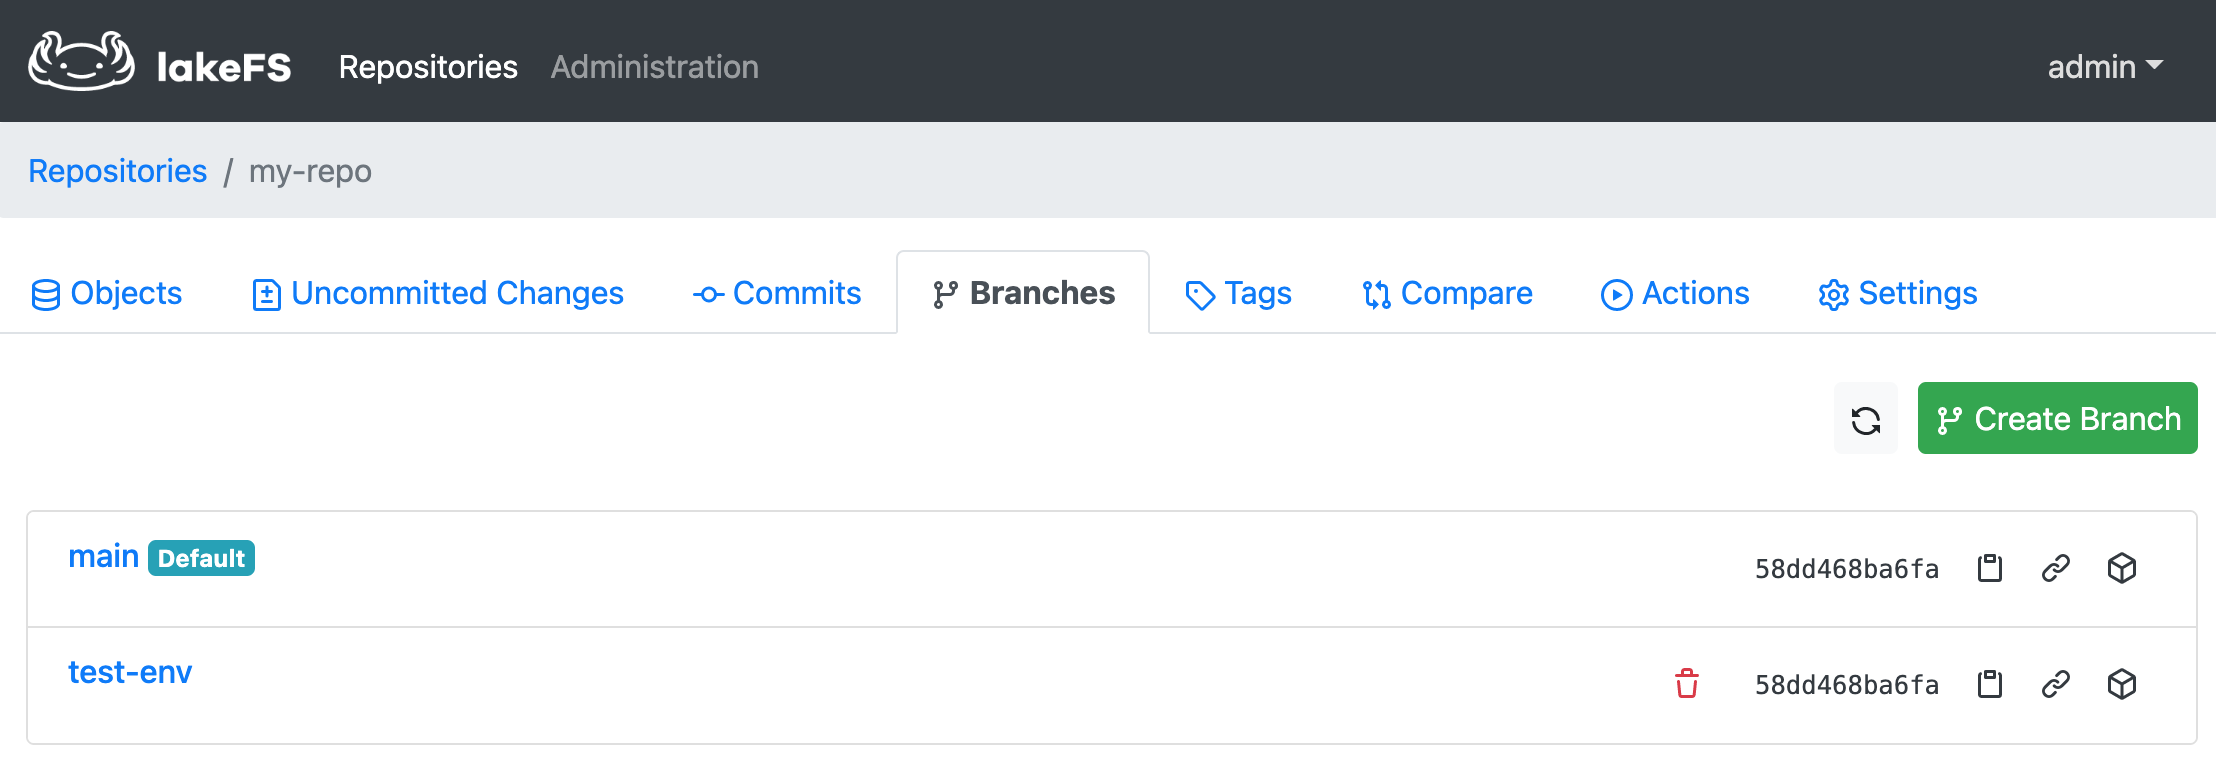 lakeFS Repositories Administration admin
Repositories / my-repo
Objects Uncommitted Changes Commits Branches Tags Compare Actions Settings
Create Branch
main Default 58dd468ba6fa
test-env 58dd468ba6fa